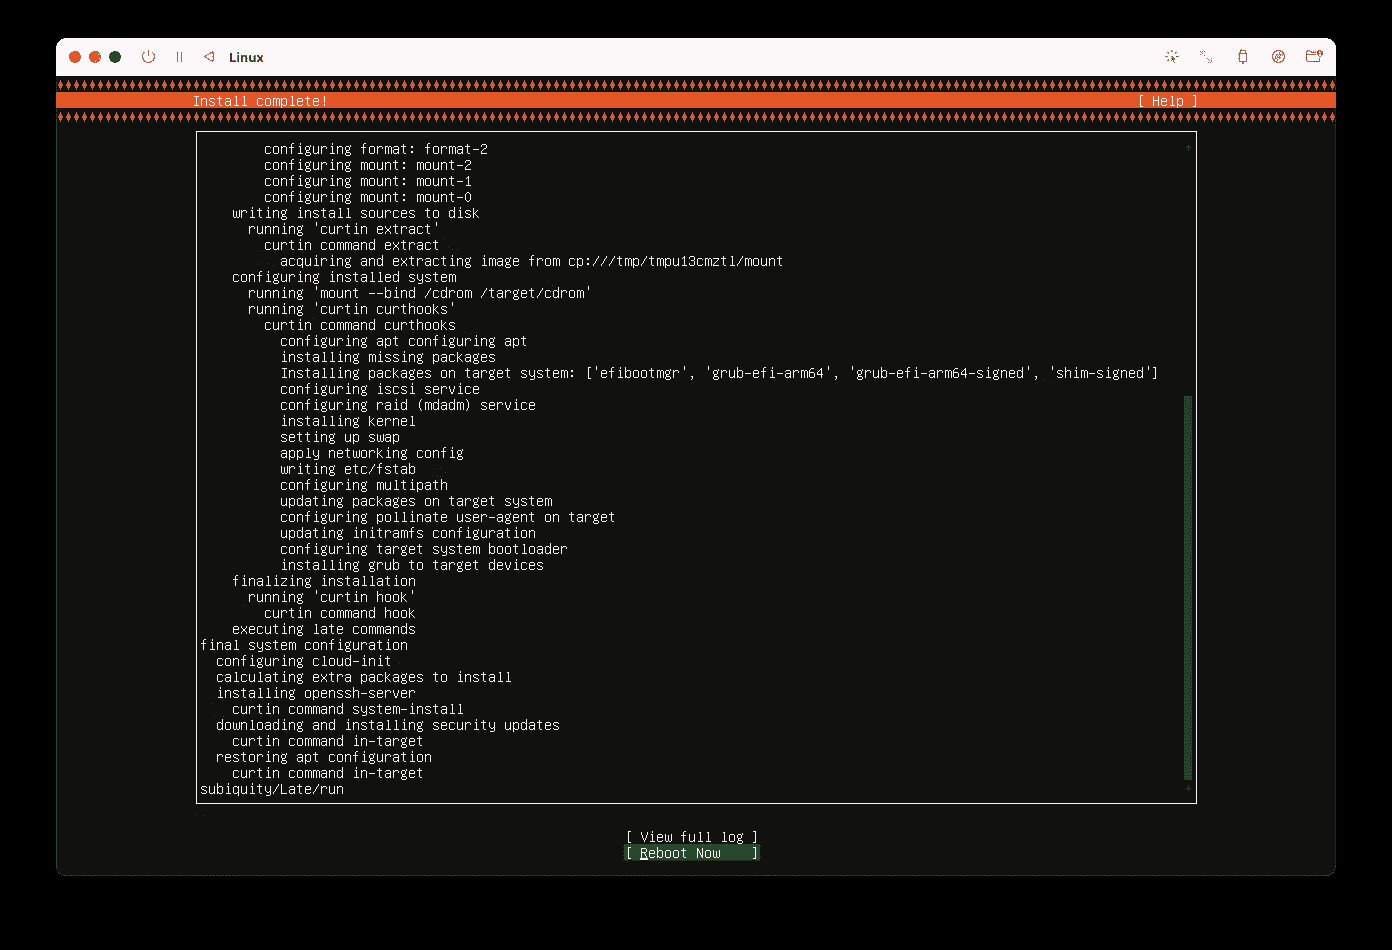 Linux
Install complete! [ Help ]
configuring format: format-2
configuring mount: mount-2
configuring mount: mount-1
configuring mount: mount-0
writing install sources to disk
running 'curtin extract'
curtin command extract
acquiring and extracting image from cp:///tmp/tmpu13cmztl/mount
configuring installed system
running 'mount --bind /cdrom /target/cdrom'
running 'curtin curthooks'
curtin command curthooks
configuring apt configuring apt
installing missing packages
Installing packages on target system: ['efibootmgr', 'grub-efi-arm64', 'grub-efi-arm64-signed', 'shim-signed']
configuring iscsi service
configuring raid (mdadm) service
installing kernel
setting up swap
apply networking config
writing etc/fstab
configuring multipath
updating packages on target system
configuring pollinate user-agent on target
updating initramfs configuration
configuring target system bootloader
installing grub to target devices
finalizing installation
running 'curtin hook'
curtin command hook
executing late commands
final system configuration
configuring cloud-init
calculating extra packages to install
installing openssh-server
curtin command system-install
downloading and installing security updates
curtin command in-target
restoring apt configuration
curtin command in-target
subiquity/Late/run
[ View full log ]
[ Reboot Now ]